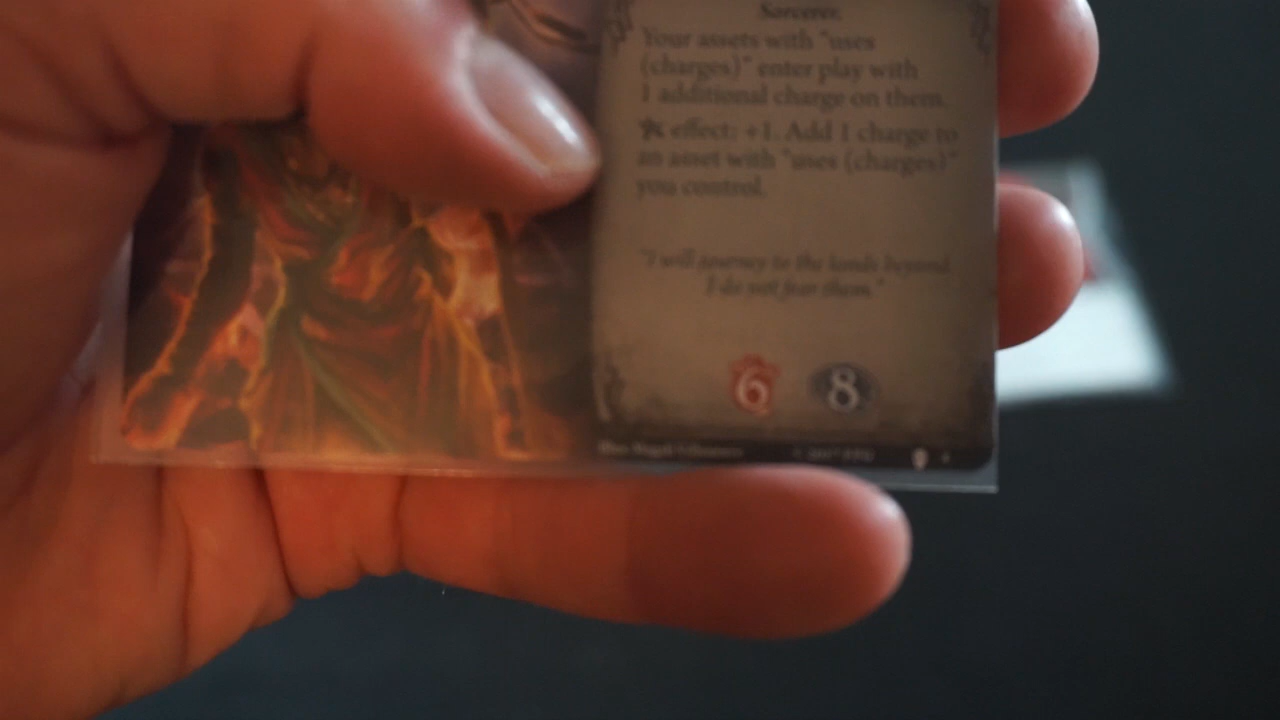 Sorcerer.
Your assets with "uses
(charges)" enter play with
1 additional charge on them.
effect: +1. Add 1 charge to
an asset with "uses (charges)"
you control.
"I will journey to the lands beyond.
I do not fear them."
6 8